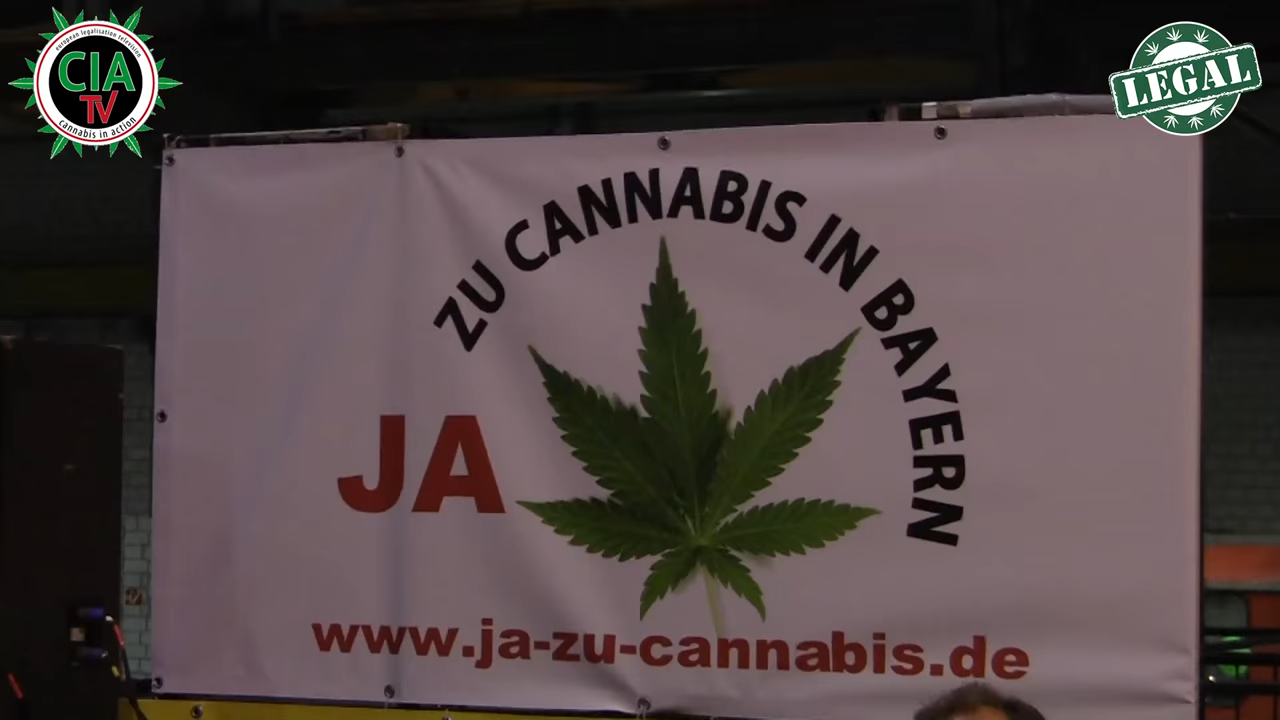 european legalisation television
CIA
TV
cannabis in action
LEGAL
ZU CANNABIS IN BAYERN
JA
www.ja-zu-cannabis.de